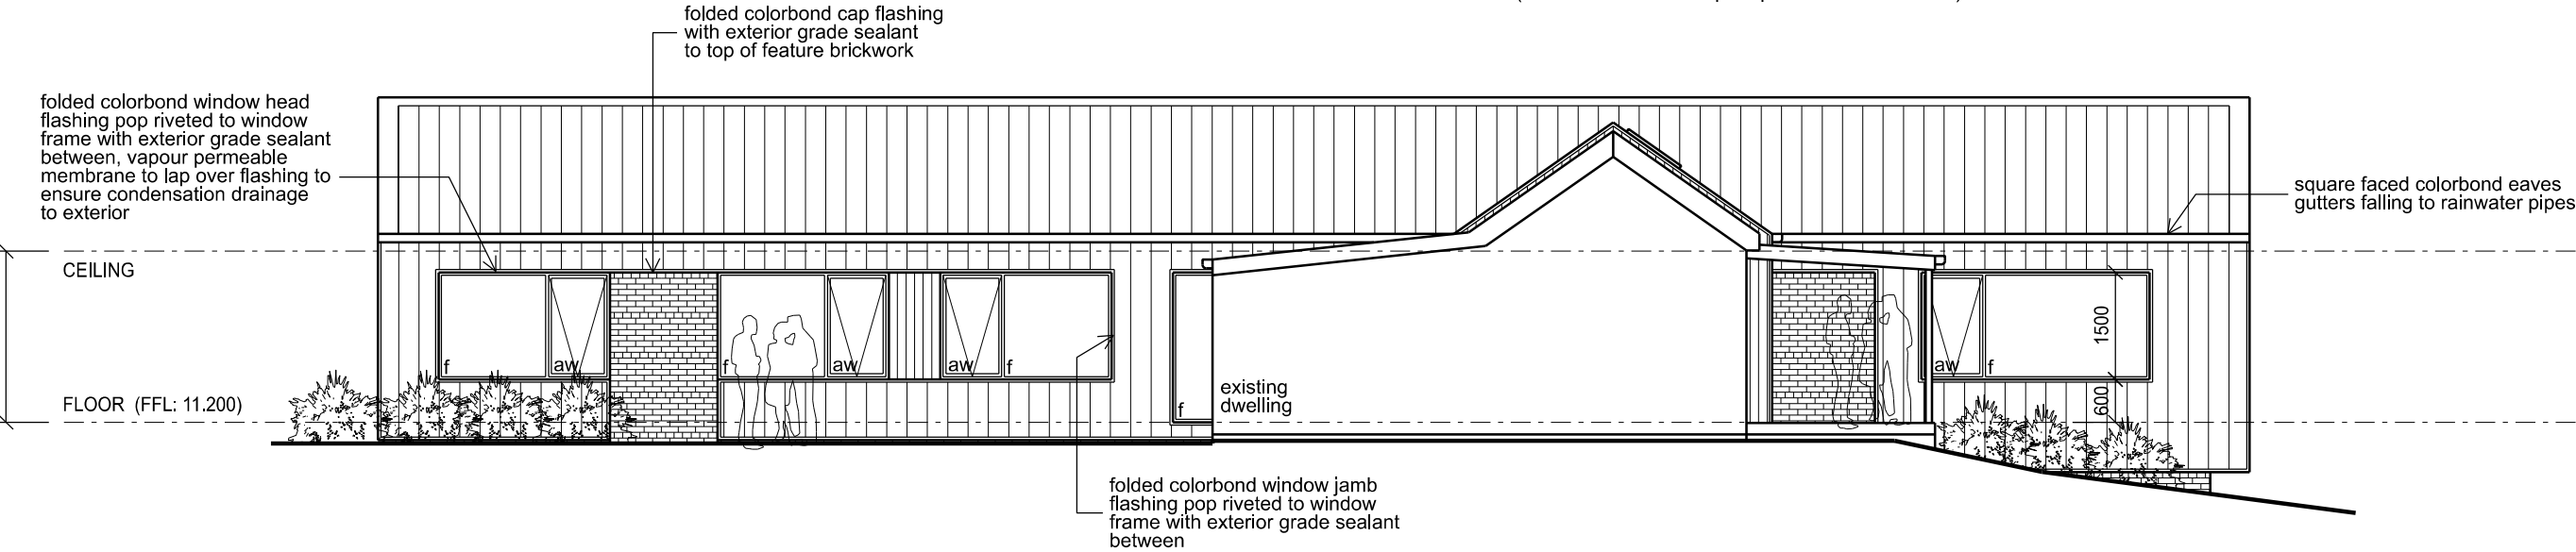 folded colorbond cap flashing
with exterior grade sealant
to top of feature brickwork
folded colorbond window head
flashing pop riveted to window
frame with exterior grade sealant
between, vapour permeable
membrane to lap over flashing to
ensure condensation drainage
to exterior
square faced colorbond eaves
gutters falling to rainwater pipes
CEILING
FLOOR (FFL: 11.200)
f
aw
f
aw
aw
f
f
existing
dwelling
aw
f
1500
600
folded colorbond window jamb
flashing pop riveted to window
frame with exterior grade sealant
between